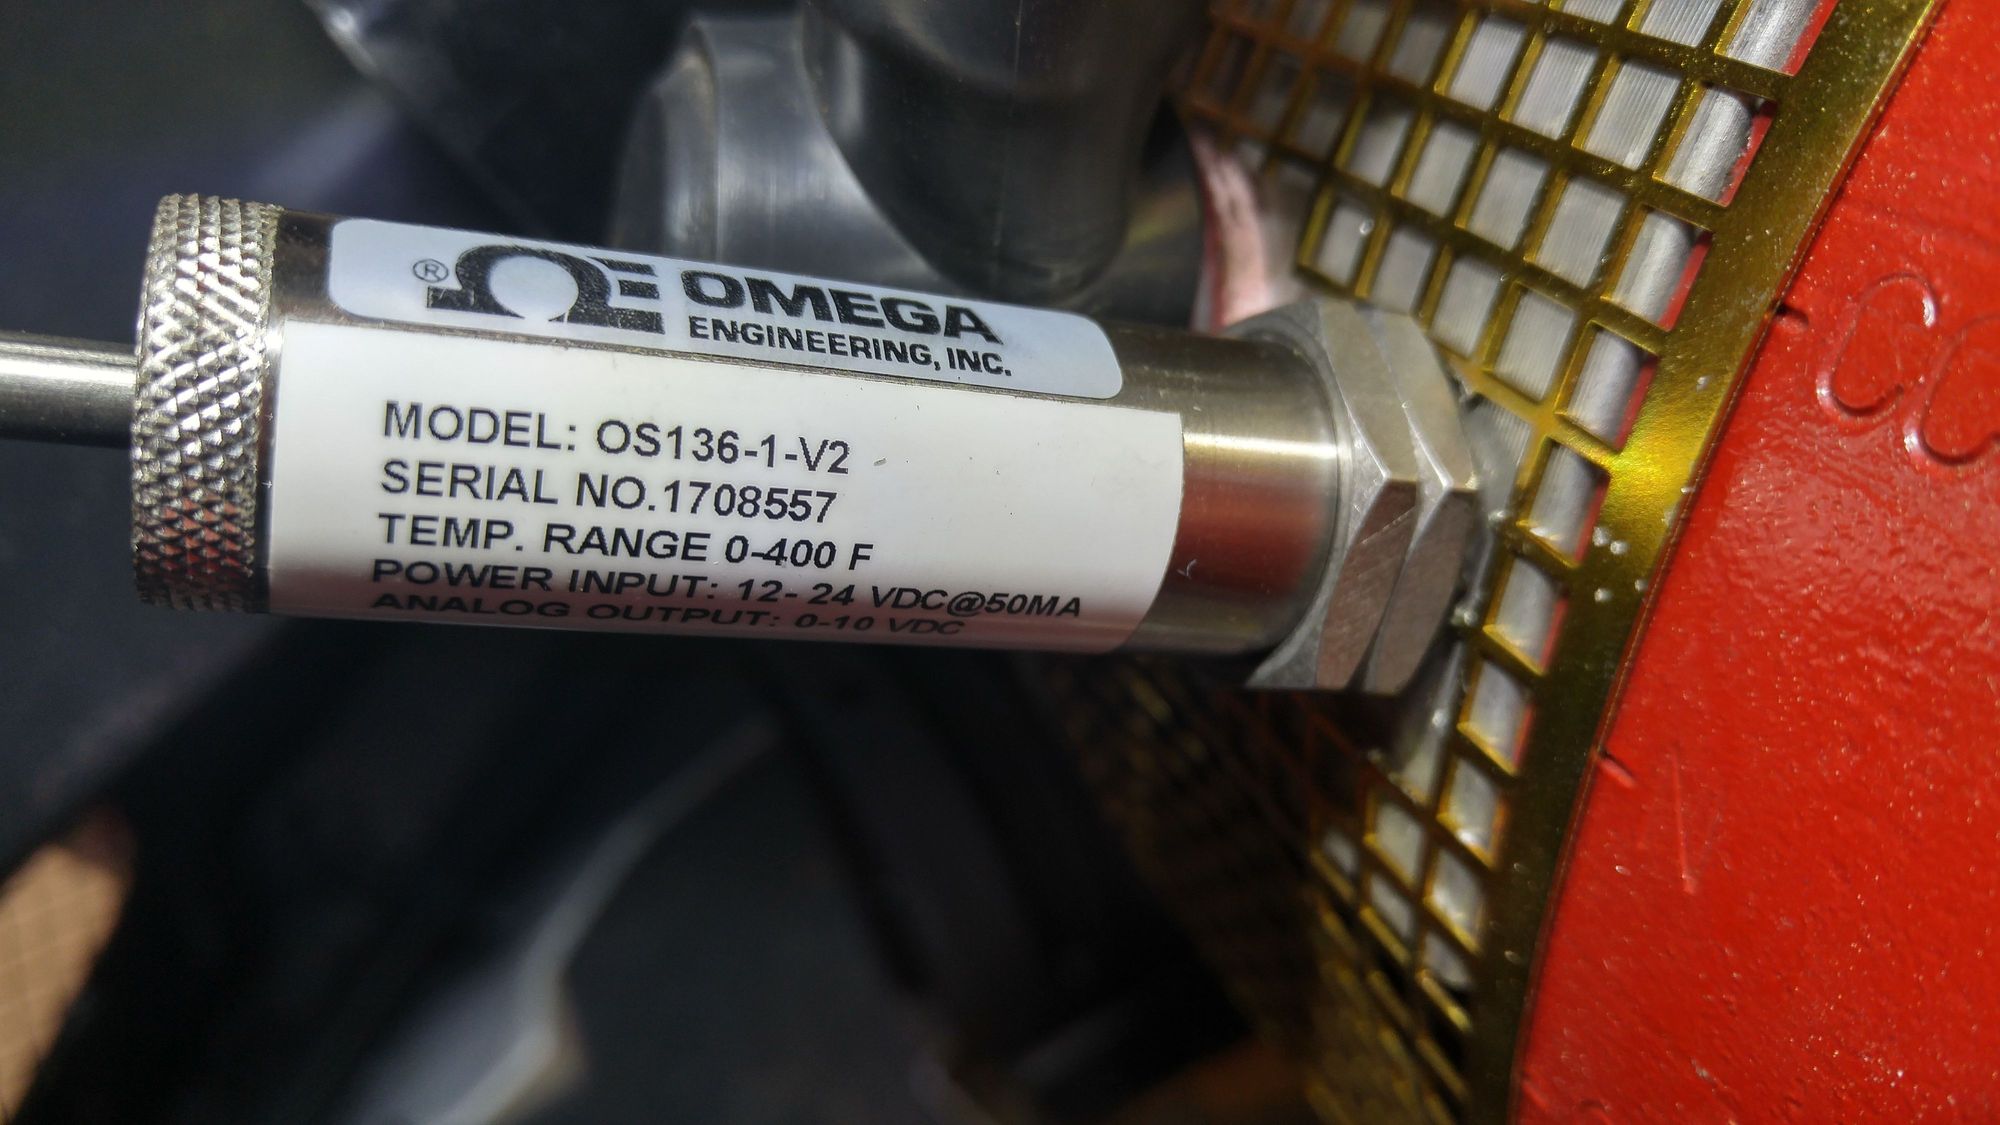 ® ΩE OMEGA
ENGINEERING, INC.
MODEL: OS136-1-V2
SERIAL NO.1708557
TEMP. RANGE 0-400 F
POWER INPUT: 12- 24 VDC@50MA
ANALOG OUTPUT: 0-10 VDC